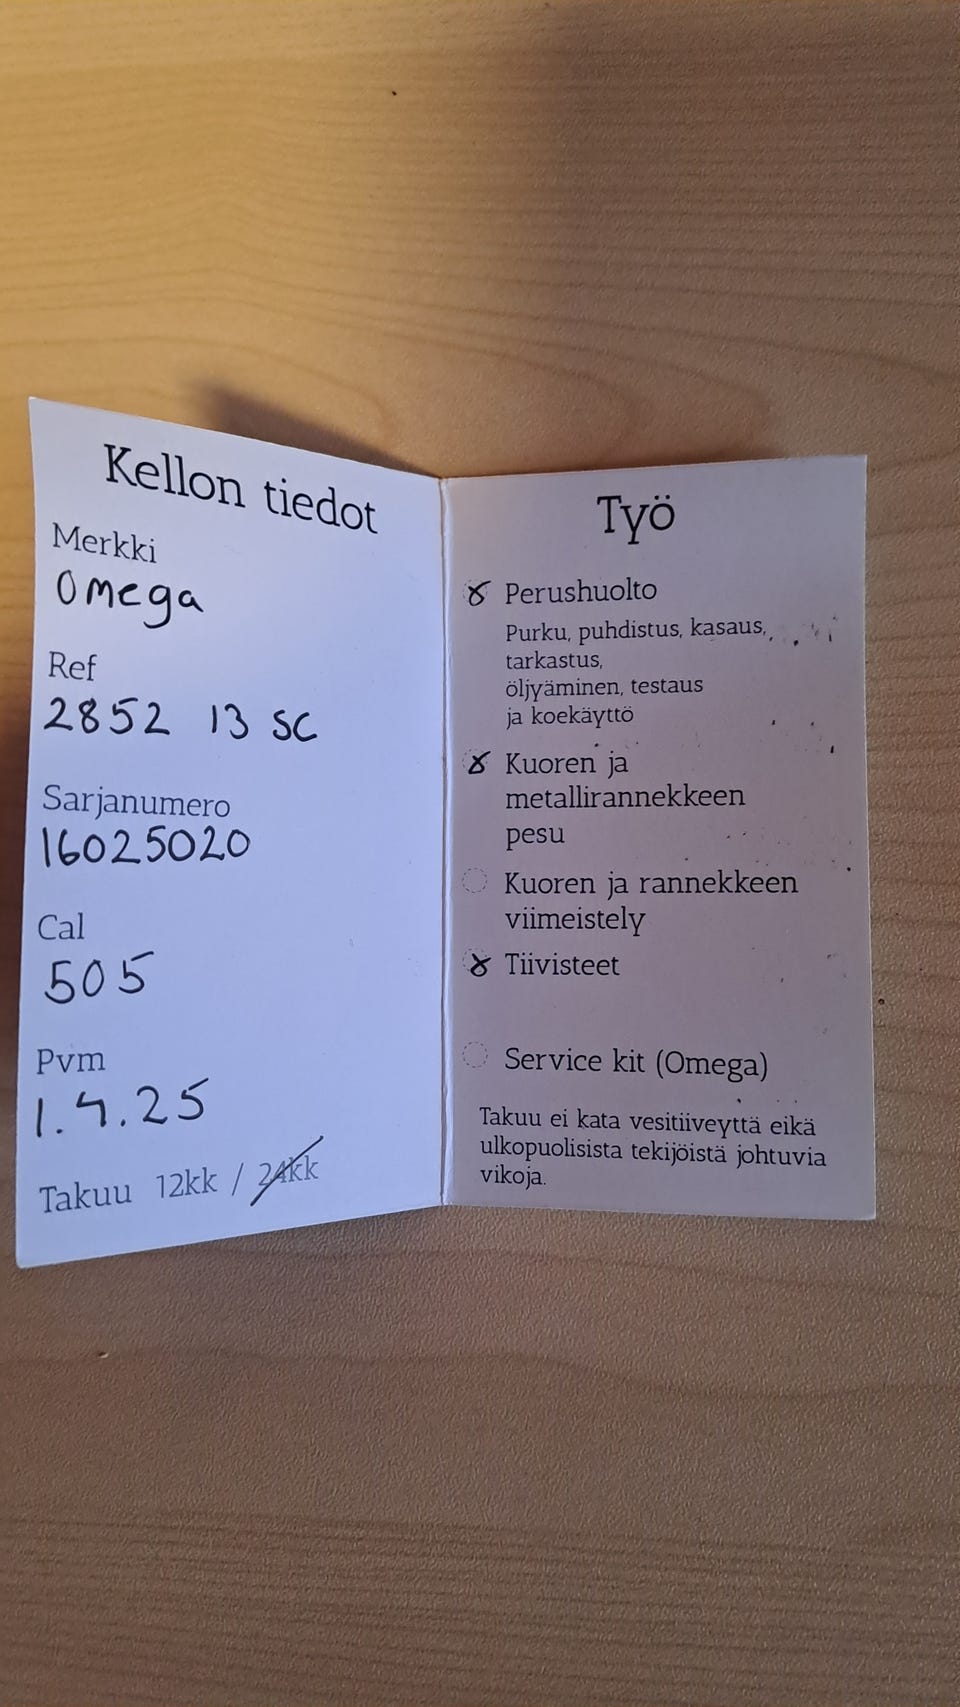 Kellon tiedot
Merkki
Omega
Ref
2852 13 SC
Sarjanumero
16025020
Cal
505
Pvm
1.4.25
Takuu 12kk / 24kk
Työ
Perushuolto
Purku, puhdistus, kasaus,
tarkastus,
öljyäminen, testaus
ja koekäyttö
Kuoren ja
metallirannekkeen
pesu
Kuoren ja rannekkeen
viimeistely
Tiivisteet
Service kit (Omega)
Takuu ei kata vesitiiveyttä eikä
ulkopuolisista tekijöistä johtuvia
vikoja.